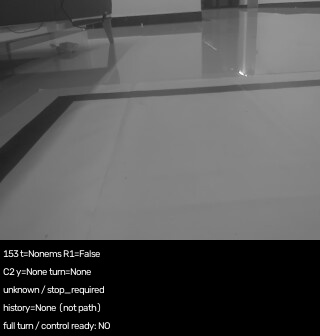 153 t=Nonems R1=False
C2 y=None turn=None
unknown / stop_required
history=None (not path)
full turn / control ready: NO